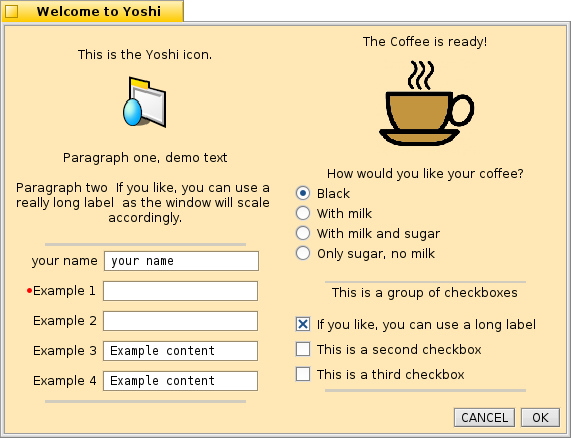 Welcome to Yoshi
This is the Yoshi icon.
Paragraph one, demo text
Paragraph two  If you like, you can use a
really long label  as the window will scale
accordingly.
your name your name
Example 1
Example 2
Example 3 Example content
Example 4 Example content
The Coffee is ready!
How would you like your coffee?
Black
With milk
With milk and sugar
Only sugar, no milk
This is a group of checkboxes
If you like, you can use a long label
This is a second checkbox
This is a third checkbox
CANCEL OK